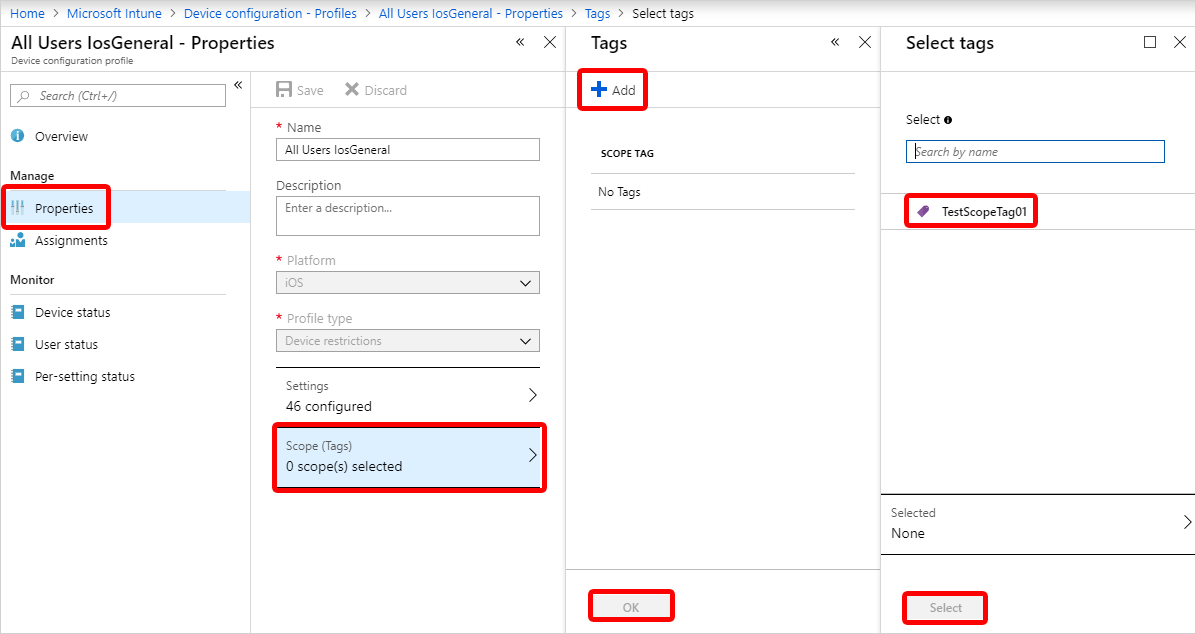 Home > Microsoft Intune > Device configuration - Profiles > All Users IosGeneral - Properties > Tags > Select tags
All Users IosGeneral - Properties
Device configuration profile
Search (Ctrl+/)
Overview
Manage
Properties
Assignments
Monitor
Device status
User status
Per-setting status
Save Discard
* Name
All Users IosGeneral
Description
Enter a description...
* Platform
iOS
* Profile type
Device restrictions
Settings
46 configured
Scope (Tags)
0 scope(s) selected
Tags
Add
SCOPE TAG
No Tags
OK
Select tags
Select
Search by name
TestScopeTag01
Selected
None
Select